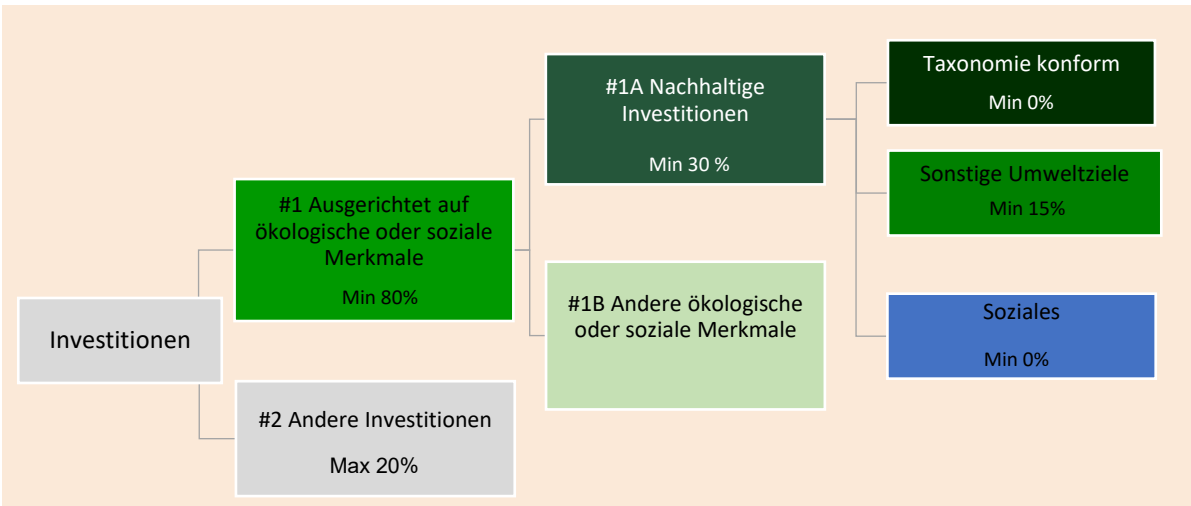 Investitionen
#1 Ausgerichtet auf
ökologische oder soziale
Merkmale
Min 80%
#2 Andere Investitionen
Max 20%
#1A Nachhaltige
Investitionen
Min 30 %
#1B Andere ökologische
oder soziale Merkmale
Taxonomie konform
Min 0%
Sonstige Umweltziele
Min 15%
Soziales
Min 0%